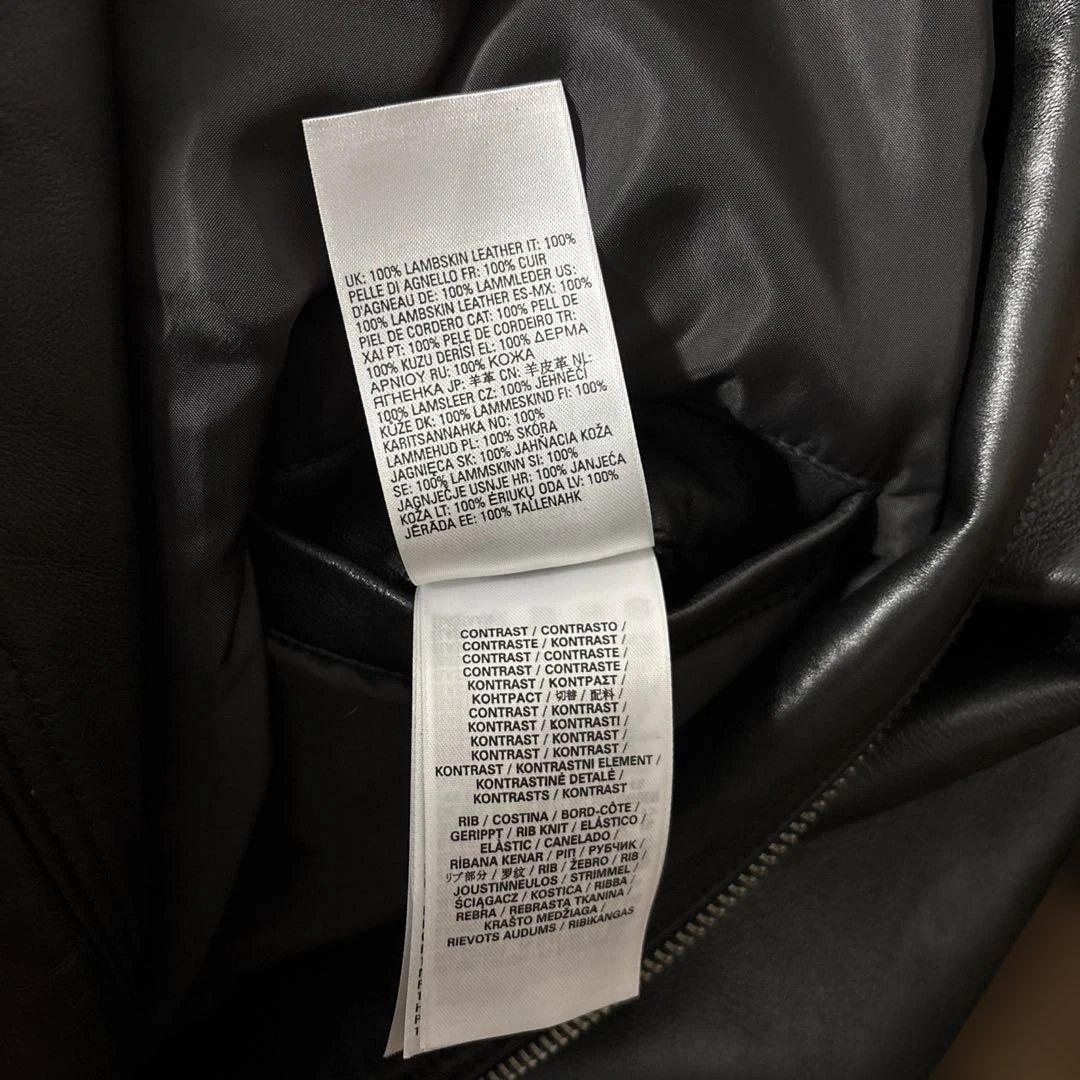 UK: 100% LAMBSKIN LEATHER IT: 100%
PELLE DI AGNELLO FR: 100% CUIR
D'AGNEAU DE: 100% LAMMLEDER US:
100% LAMBSKIN LEATHER ES-MX: 100%
PIEL DE CORDERO CAT: 100% PELL DE
XAI PT: 100% PELE DE CORDEIRO TR:
100% KUZU DERİSİ EL: 100% ΔΕΡΜΑ
ΑΡΝΙΟΥ RU: 100% КОЖА
ЯГНЕНКА JP: 羊革 CN: 羊皮革 NL:
100% LAMSLEER CZ: 100% JEHNĚČÍ
KŮŽE DK: 100% LAMMESKIND FI: 100%
KARITSANNAHKA NO: 100%
LAMMEHUD PL: 100% SKÓRA
JAGNIĘCA SK: 100% JAHŇACIA KOŽA
SE: 100% LAMMSKINN SI: 100%
JAGNJEČJE USNJE HR: 100% JANJEĆA
KOŽA LT: 100% ĖRIUKŲ ODA LV: 100%
JĒRĀDA EE: 100% TALLENAHK
CONTRAST / CONTRASTO /
CONTRASTE / KONTRAST /
CONTRAST / CONTRASTE /
CONTRAST / CONTRASTE /
KONTRAST / ΚΟΝΤΡΑΣΤ /
КОНТРАСТ / 切替 / 配料 /
CONTRAST / KONTRAST /
KONTRAST / KONTRASTI /
KONTRAST / KONTRAST /
KONTRAST / KONTRAST /
KONTRAST / KONTRASTNI ELEMENT /
KONTRASTINĖ DETALĖ /
KONTRASTS / KONTRAST
RIB / COSTINA / BORD-CÔTE /
GERIPPT / RIB KNIT / ELÁSTICO /
ELÀSTIC / CANELADO /
RİBANA KENAR / ΡΙΠ / РУБЧИК /
リブ部分 / 罗纹 / RIB / ŽEBRO / RIB /
JOUSTINNEULOS / STRIMMEL /
ŚCIĄGACZ / KOSTICA / RIBBA /
REBRA / REBRASTA TKANINA /
KRAŠTO MEDŽIAGA /
RIEVOTS AUDUMS / RIBIKANGAS